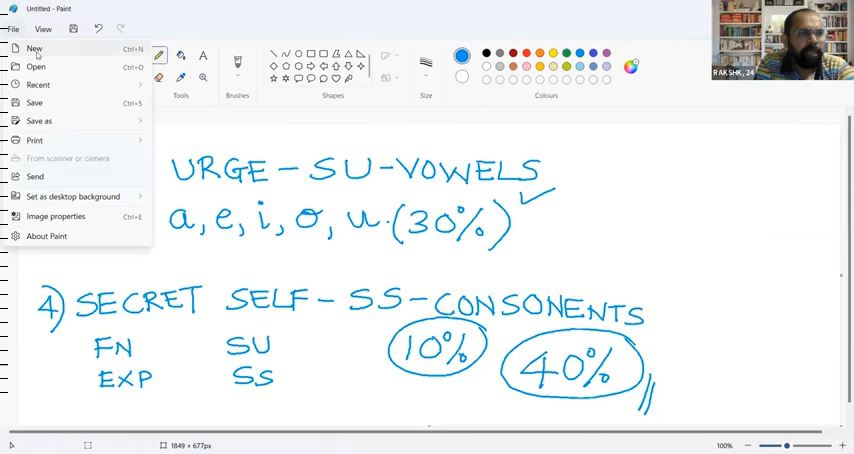 Untitled - Paint
File View
New Ctrl+N
Open Ctrl+O
Recent
Save Ctrl+S
Save as
Print
From scanner or camera
Send
Set as desktop background
Image properties Ctrl+E
About Paint
A
Tools
Brushes
Shapes
Size
Colours
RAKSHK, 24
URGE - SU - VOWELS
a, e, i, o, u. (30%)
4) SECRET SELF - SS - CONSONENTS
FN SU 10% 40%
EXP SS
1849 × 677px
100%